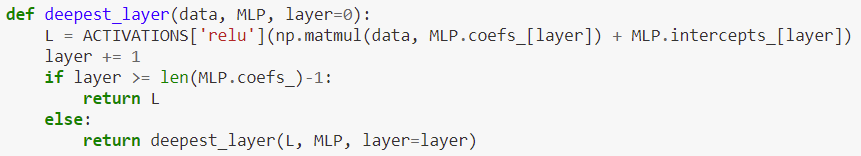 def deepest_layer(data, MLP, layer=0):
    L = ACTIVATIONS['relu'](np.matmul(data, MLP.coefs_[layer]) + MLP.intercepts_[layer])
    layer += 1
    if layer >= len(MLP.coefs_)-1:
        return L
    else:
        return deepest_layer(L, MLP, layer=layer)